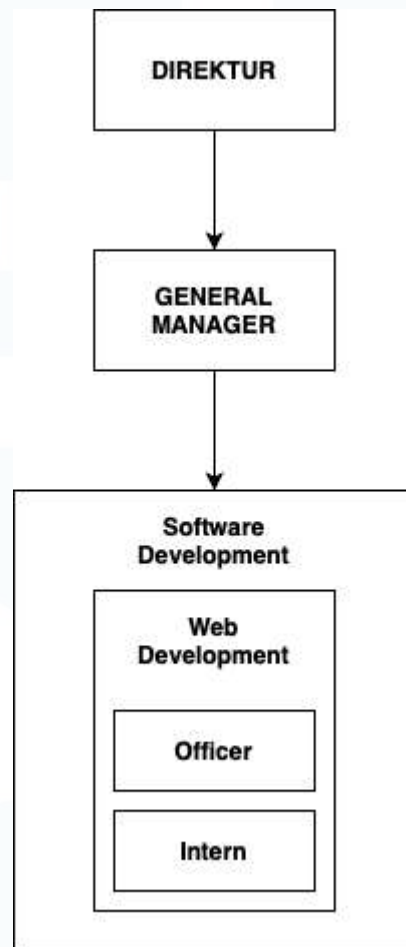 DIREKTUR
GENERAL
MANAGER
Software
Development
Web
Development
Officer
Intern